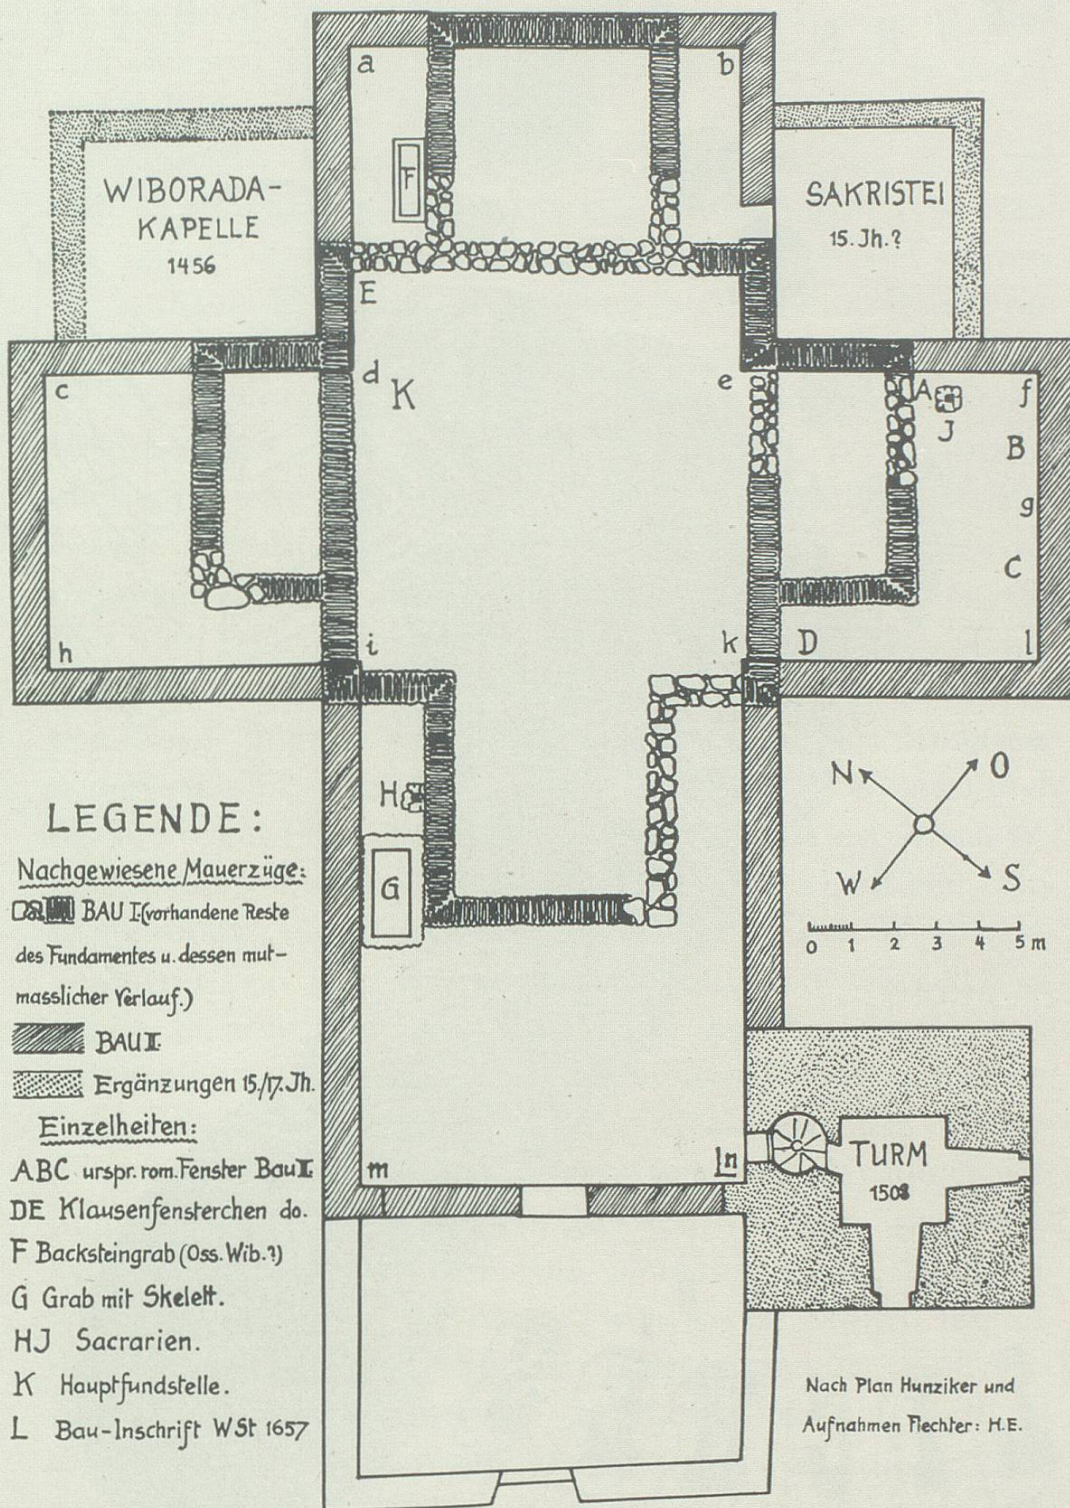 a
b
F
WIBORADA-
KAPELLE
1456
SAKRISTEI
15. Jh.?
E
c
d
K
e
A
f
J
B
g
C
h
i
k
D
l
H
G
N
O
W
S
0 1 2 3 4 5 m
LEGENDE:
Nachgewiesene Mauerzüge:
BAU I.(vorhandene Reste
des Fundamentes u. dessen mut-
masslicher Verlauf.)
BAU II.
Ergänzungen 15./17. Jh.
Einzelheiten:
ABC urspr. rom. Fenster Bau II.
DE Klausenfensterchen do.
F Backsteingrab (Oss. Wib.?)
G Grab mit Skelett.
HJ Sacrarien.
K Hauptfundstelle.
L Bau-Inschrift WSt 1657
m
Ln
TURM
1508
Nach Plan Hunziker und
Aufnahmen Flechter: H.E.